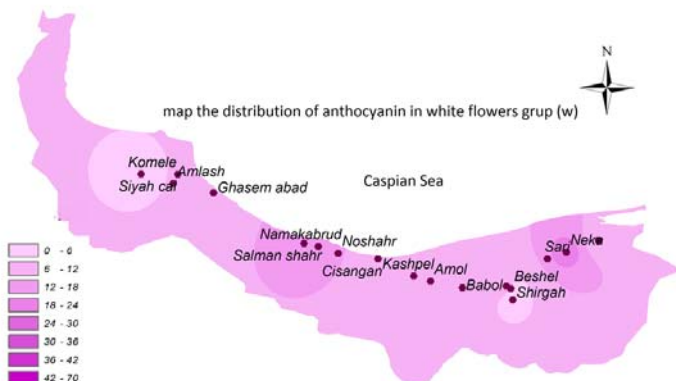 N
map the distribution of anthocyanin in white flowers grup (w)
Komele
Amlash
Siyah cal
Ghasem abad
Caspian Sea
Namakabrud
Salman shahr
Noshahr
Cisangan
Kashpel
Amol
Babol
Beshel
Shirgah
Sari
Neka
0 - 6
6 - 12
12 - 18
18 - 24
24 - 30
30 - 36
36 - 42
42 - 70